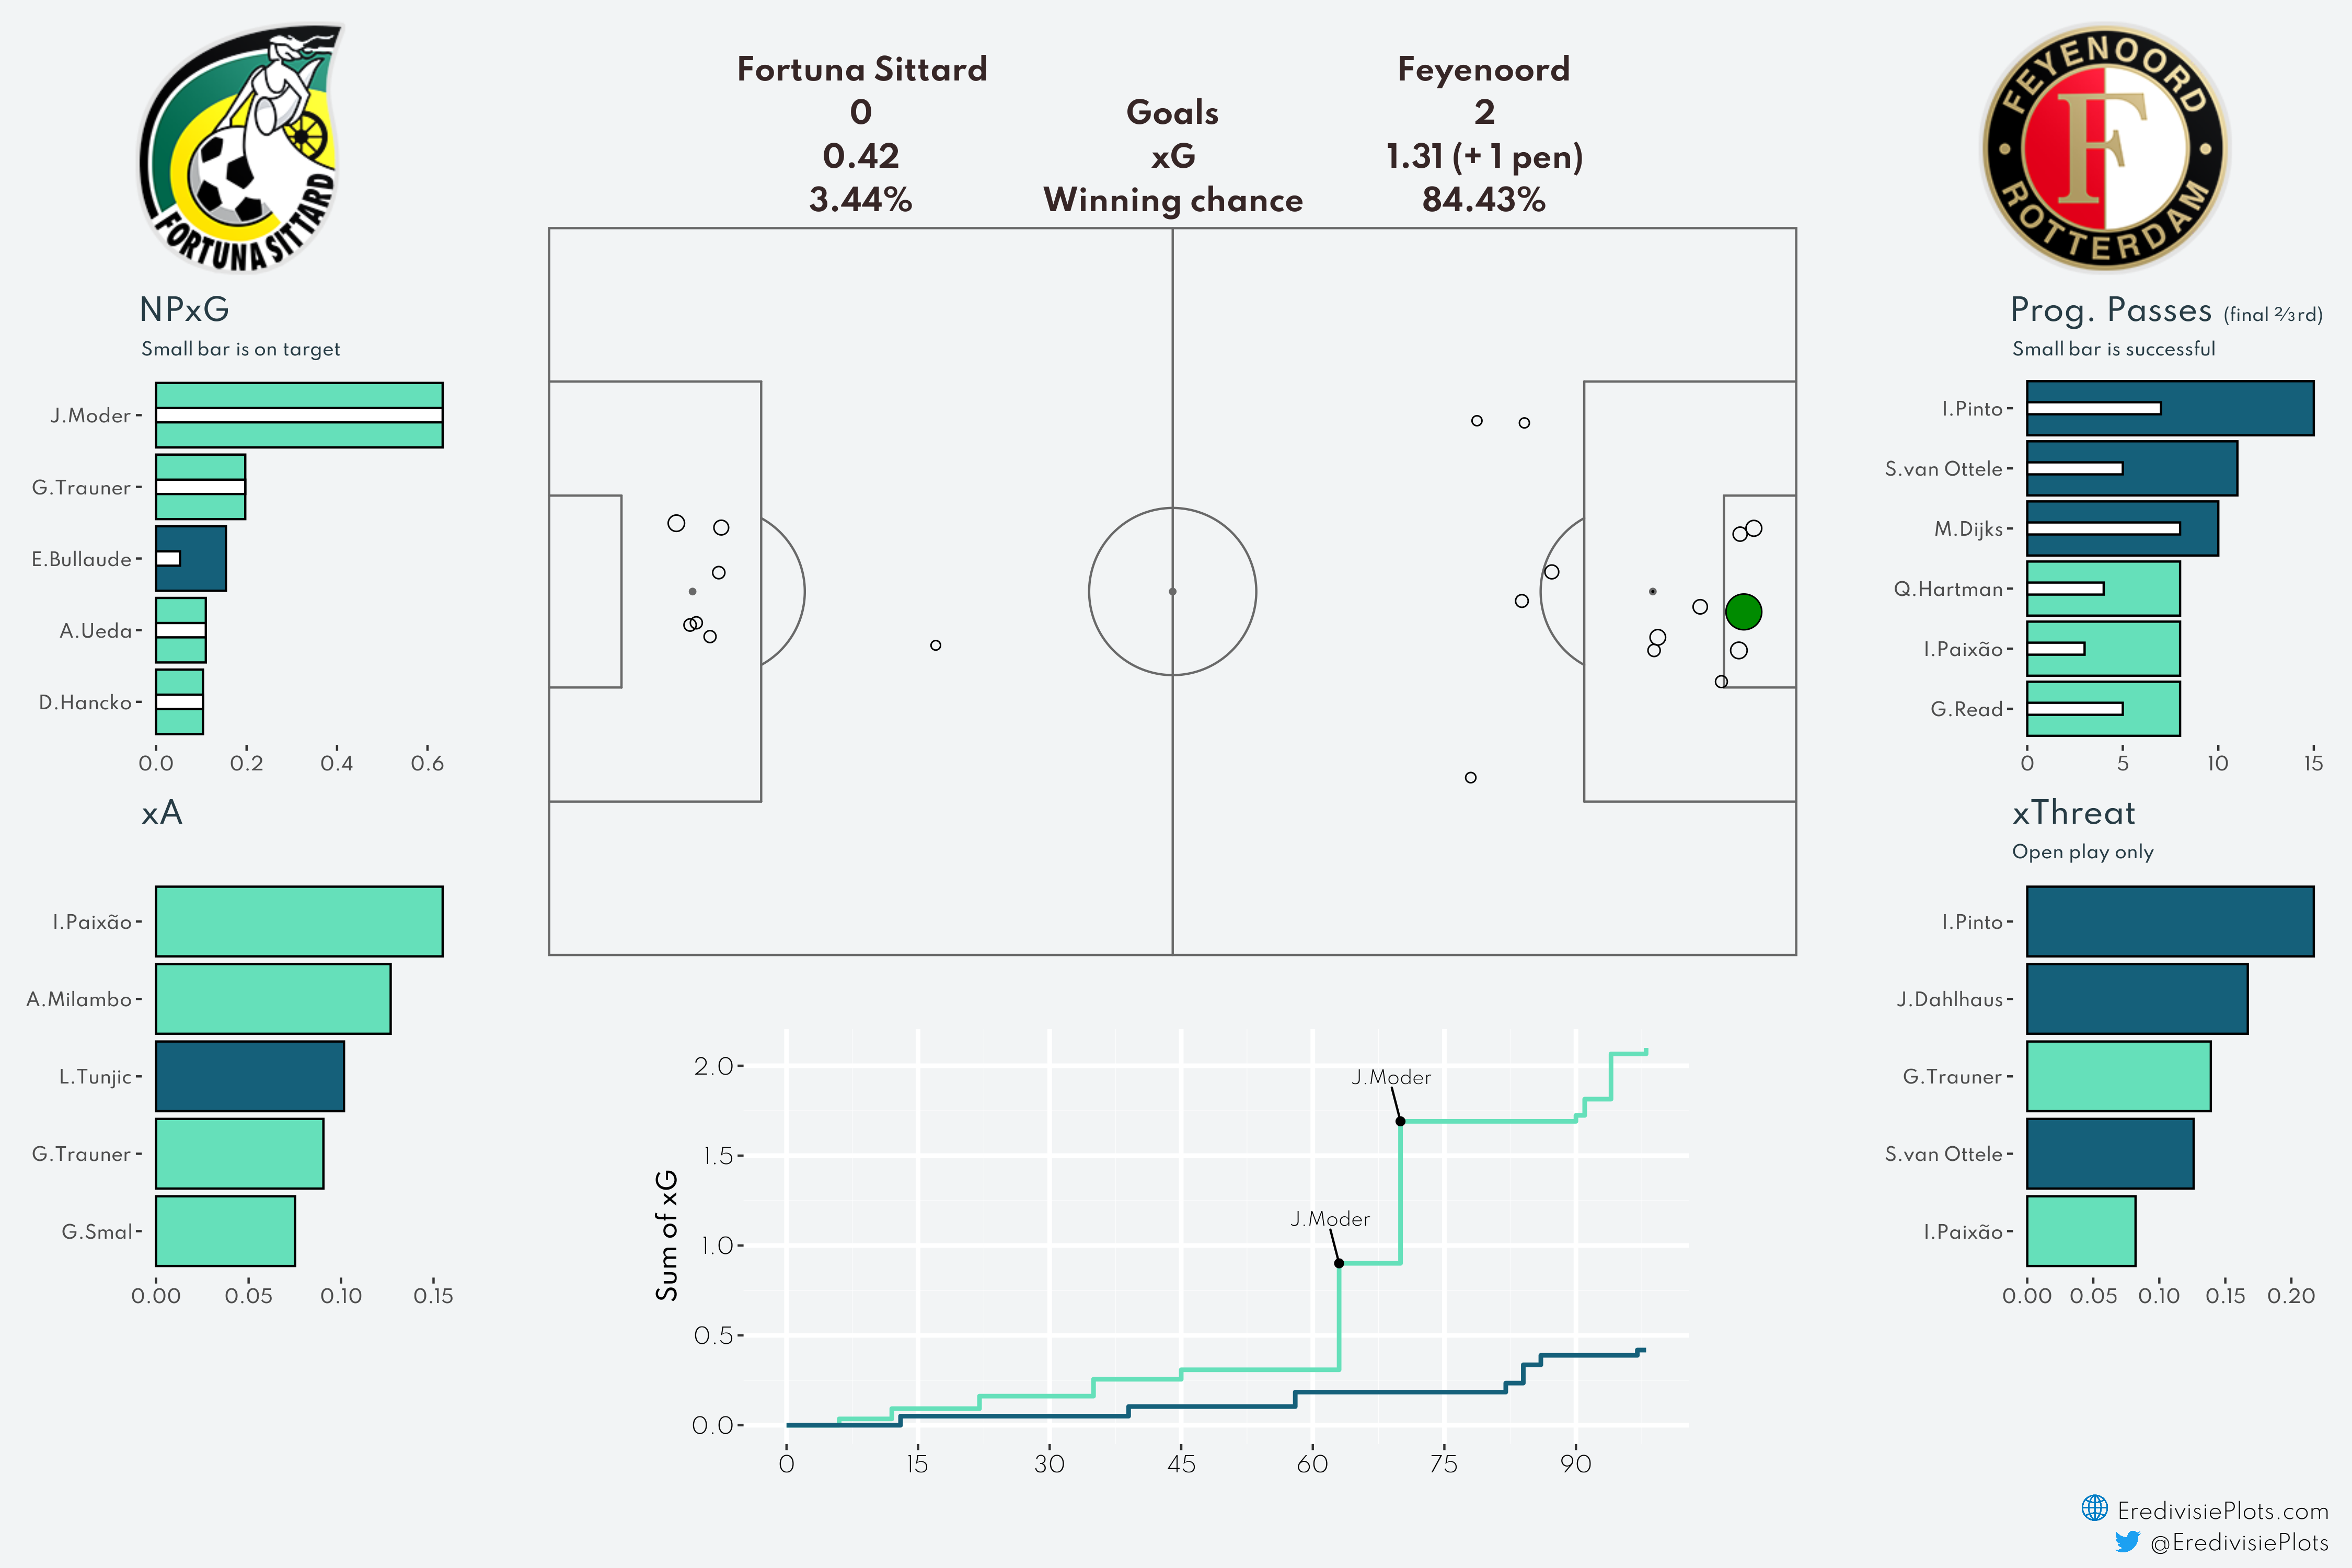 Fortuna Sittard Feyenoord
0 Goals 2
0.42 xG 1.31 (+ 1 pen)
3.44% Winning chance 84.43%
FORTUNA SITTARD
FEYENOORD
F
ROTTERDAM
NPxG
Small bar is on target
J.Moder
G.Trauner
E.Bullaude
A.Ueda
D.Hancko
0.0 0.2 0.4 0.6
xA
I.Paixão
A.Milambo
L.Tunjic
G.Trauner
G.Smal
0.00 0.05 0.10 0.15
Sum of xG
2.0
1.5
1.0
0.5
0.0
J.Moder
J.Moder
0 15 30 45 60 75 90
Prog. Passes (final ⅔rd)
Small bar is successful
I.Pinto
S.van Ottele
M.Dijks
Q.Hartman
I.Paixão
G.Read
0 5 10 15
xThreat
Open play only
I.Pinto
J.Dahlhaus
G.Trauner
S.van Ottele
I.Paixão
0.00 0.05 0.10 0.15 0.20
EredivisiePlots.com
@EredivisiePlots